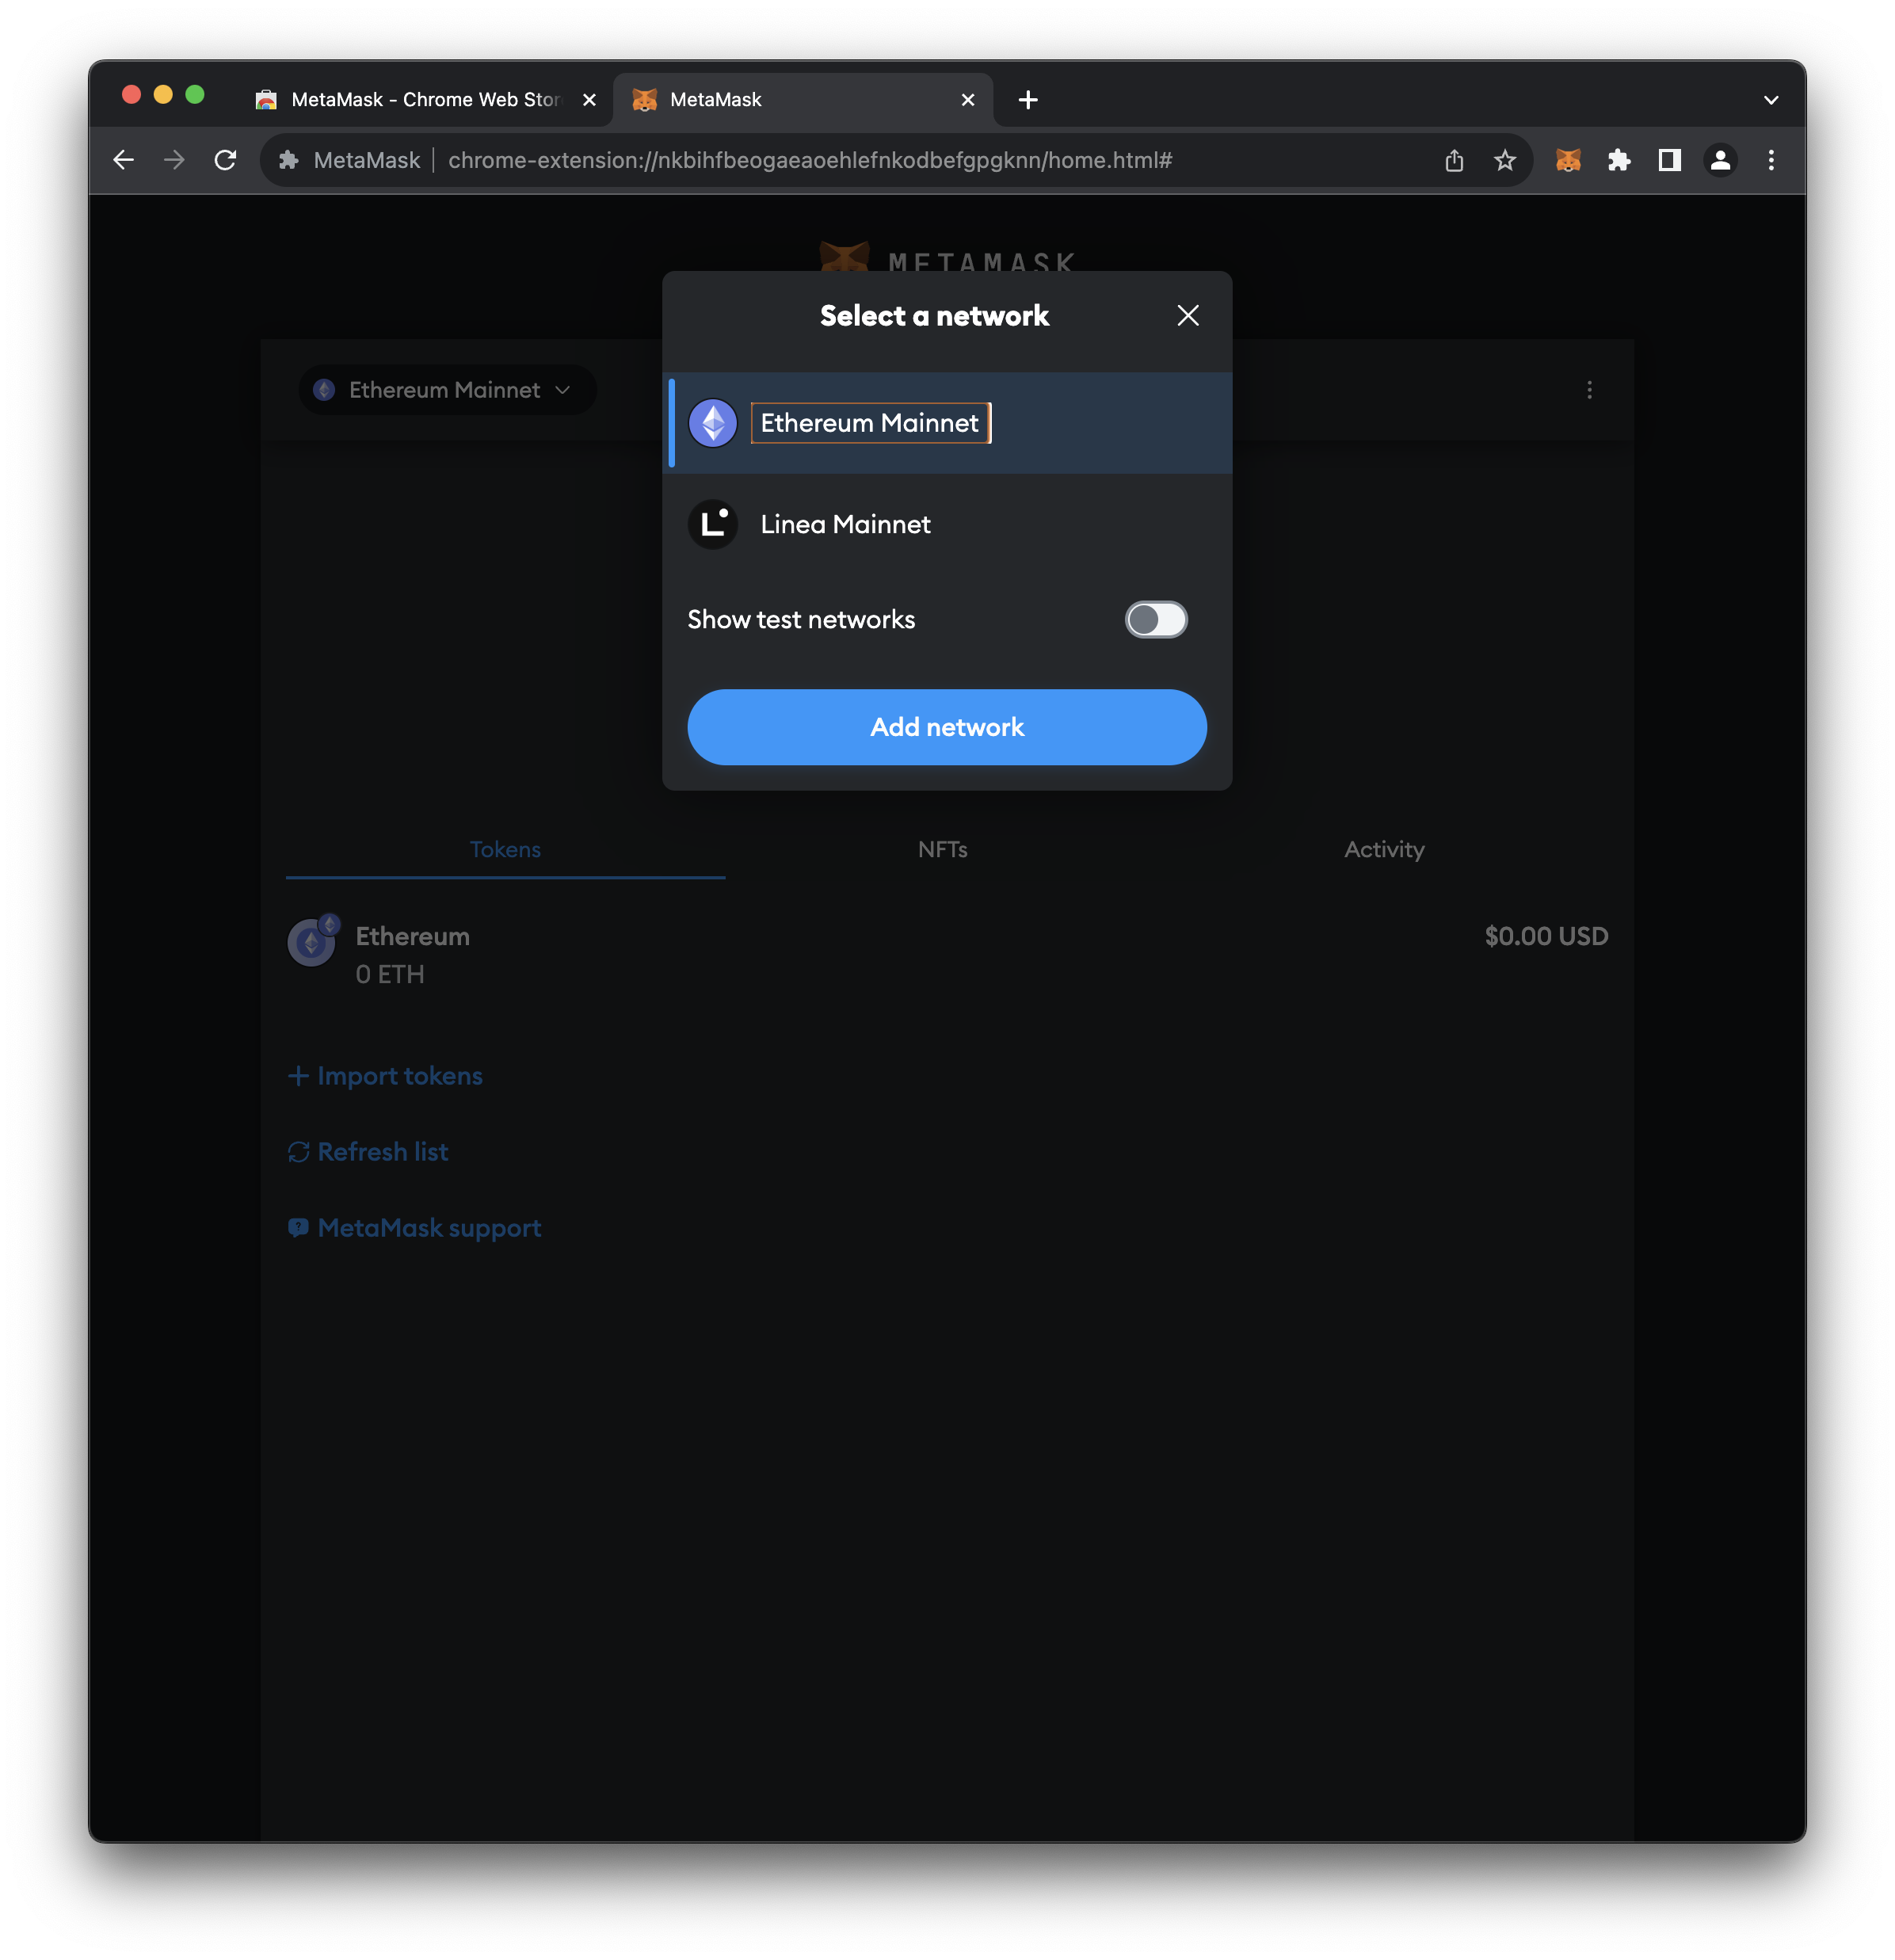 MetaMask - Chrome Web Stor
MetaMask
MetaMask
chrome-extension://nkbihfbeogaeaoehlefnkodbefgpgknn/home.html#
METAMASK
Select a network
Ethereum Mainnet
Ethereum Mainnet
Linea Mainnet
Show test networks
Add network
Tokens
NFTs
Activity
Ethereum
$0.00 USD
0 ETH
Import tokens
Refresh list
MetaMask support